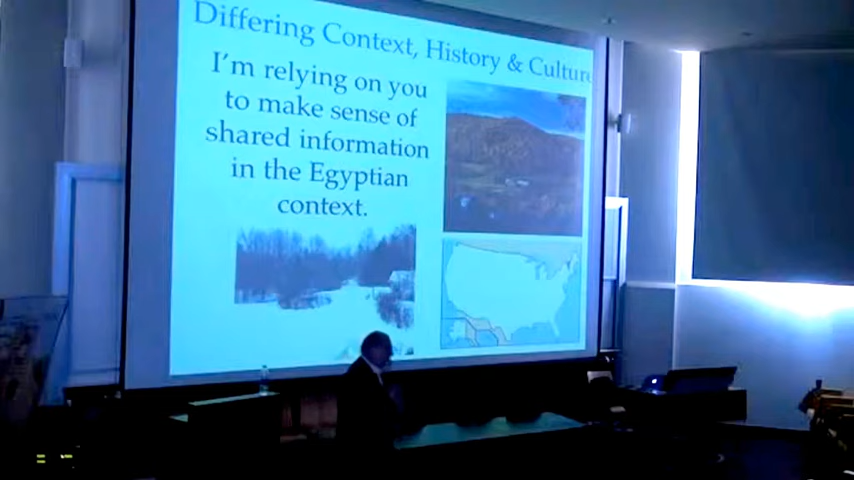 Differing Context, History & Cultur
I'm relying on you
to make sense of
shared information
in the Egyptian
context.